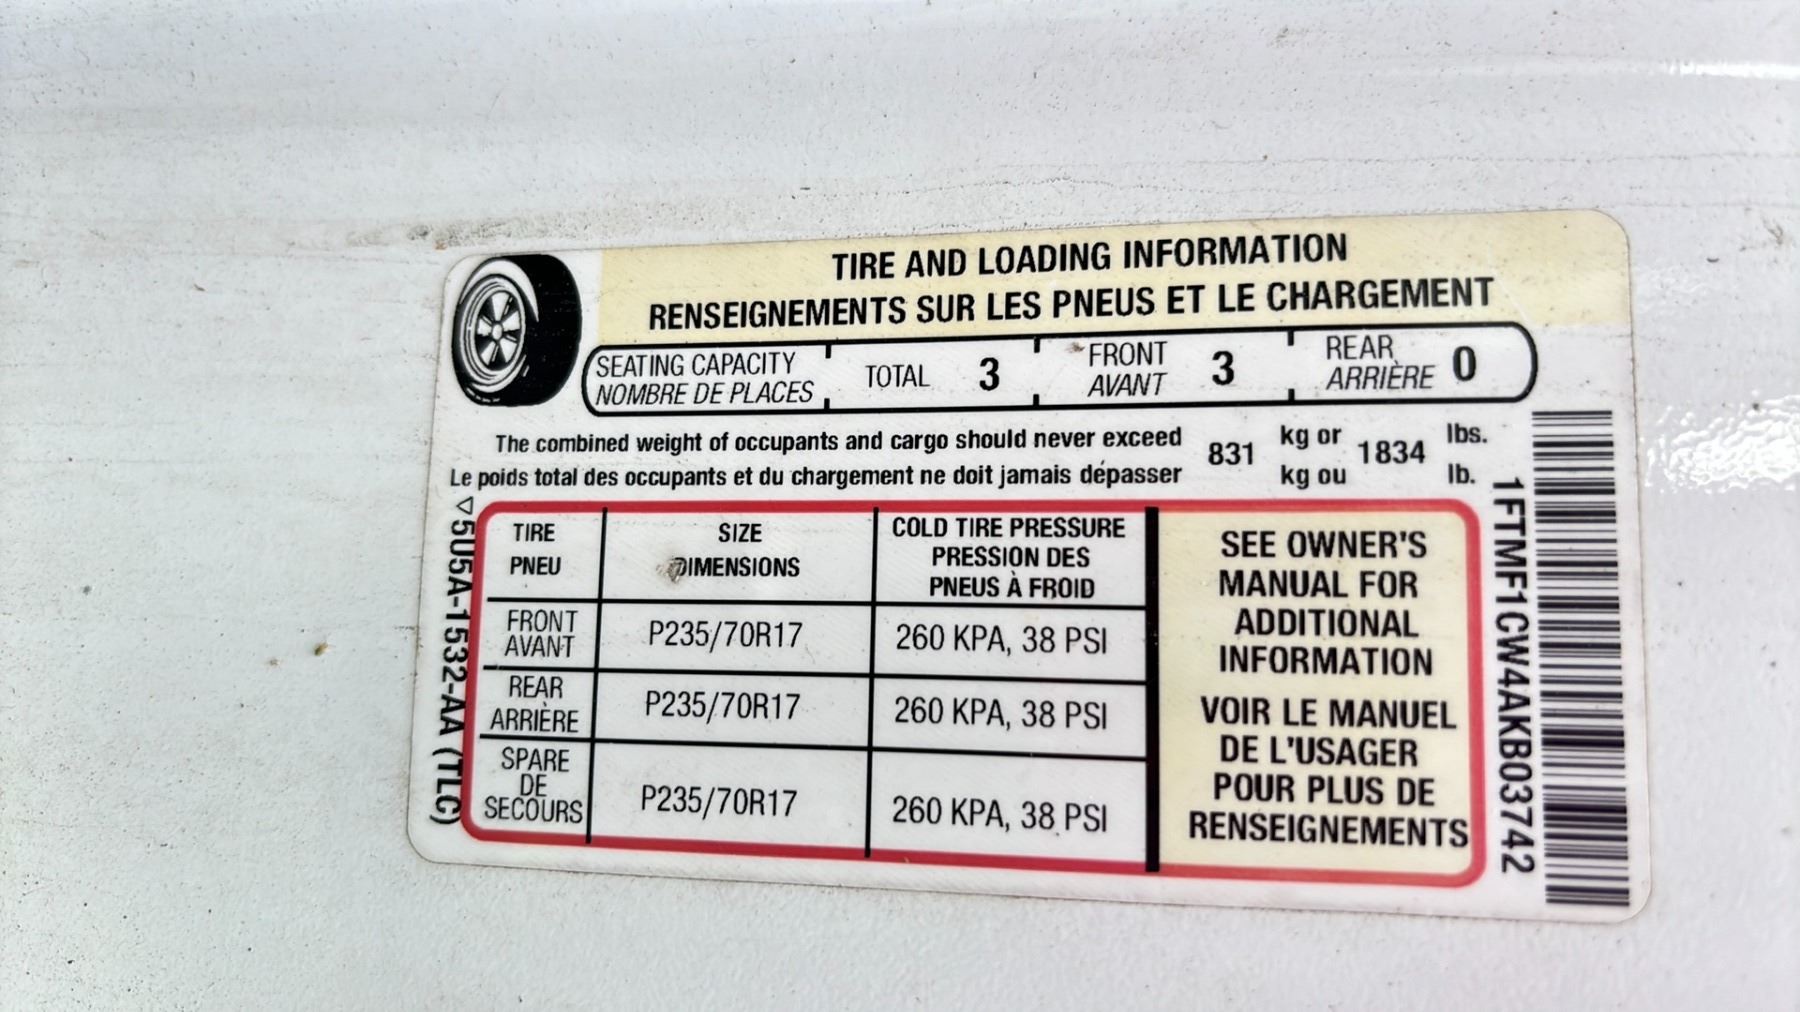 TIRE AND LOADING INFORMATION
RENSEIGNEMENTS SUR LES PNEUS ET LE CHARGEMENT
SEATING CAPACITY
NOMBRE DE PLACES
TOTAL 3
FRONT
AVANT
3
REAR
ARRIÈRE
0
The combined weight of occupants and cargo should never exceed
Le poids total des occupants et du chargement ne doit jamais dépasser
831
kg or
kg ou
1834
lbs.
lb.
TIRE
PNEU
SIZE
DIMENSIONS
COLD TIRE PRESSURE
PRESSION DES
PNEUS À FROID
FRONT
AVANT
P235/70R17
260 KPA, 38 PSI
REAR
ARRIÈRE
P235/70R17
260 KPA, 38 PSI
SPARE
DE
SECOURS
P235/70R17
260 KPA, 38 PSI
SEE OWNER'S
MANUAL FOR
ADDITIONAL
INFORMATION
VOIR LE MANUEL
DE L'USAGER
POUR PLUS DE
RENSEIGNEMENTS
5U5A-1532-AA (TLC)
1FTMF1CW4AKB03742